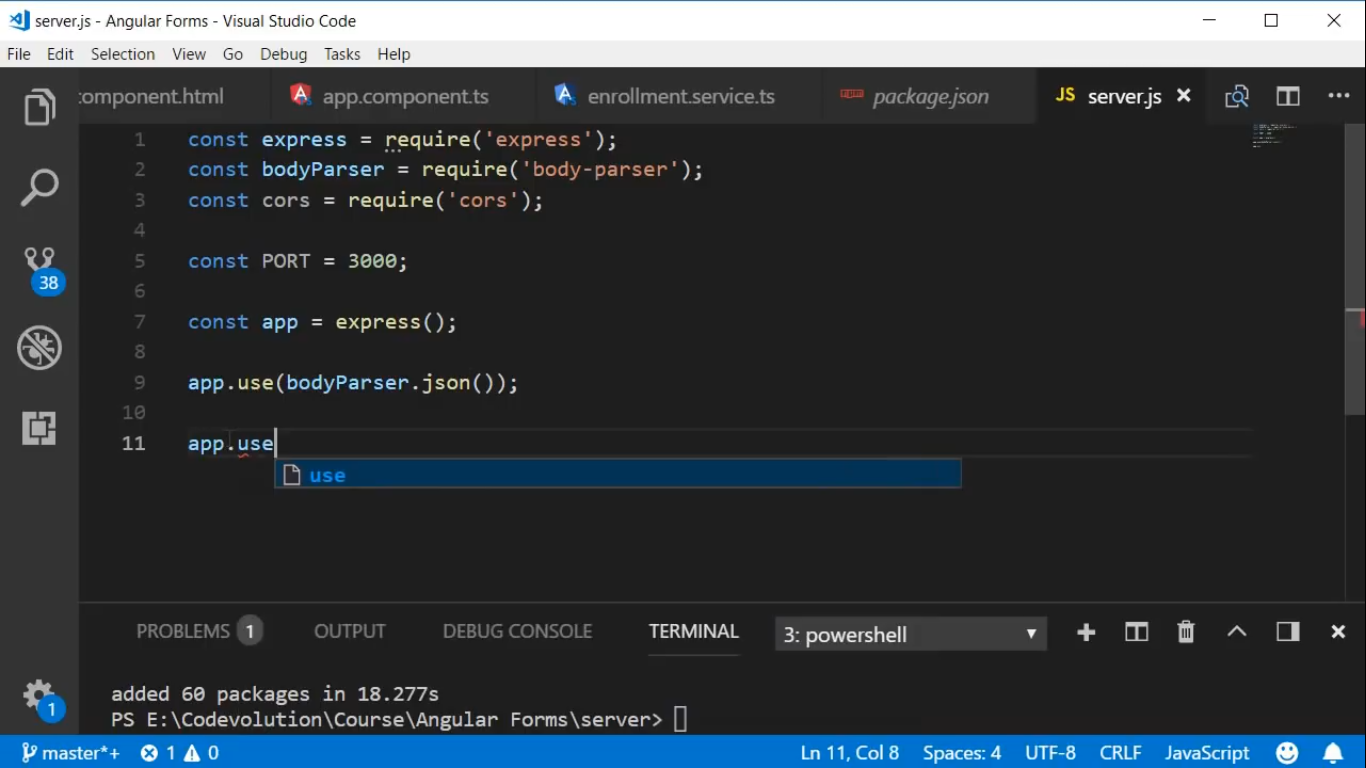 server.js - Angular Forms - Visual Studio Code
File Edit Selection View Go Debug Tasks Help
component.html app.component.ts enrollment.service.ts package.json JS server.js
1 const express = require('express');
2 const bodyParser = require('body-parser');
3 const cors = require('cors');
4
5 const PORT = 3000;
6
7 const app = express();
8
9 app.use(bodyParser.json());
10
11 app.use
use
38
PROBLEMS 1 OUTPUT DEBUG CONSOLE TERMINAL 3: powershell
added 60 packages in 18.277s
PS E:\Codevolution\Course\Angular Forms\server>
1
master*+ 1 0 Ln 11, Col 8 Spaces: 4 UTF-8 CRLF JavaScript